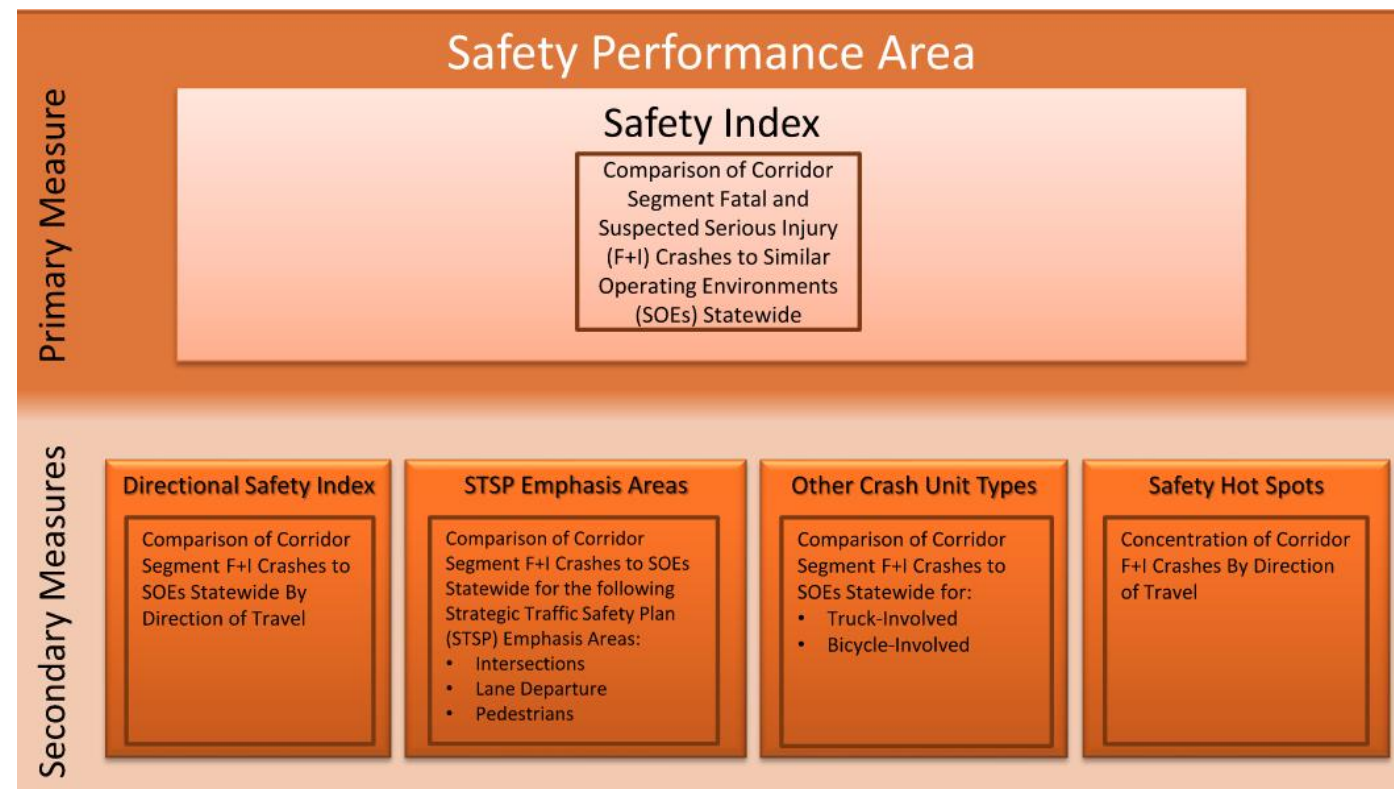 Safety Performance Area
Primary Measure
Safety Index
Comparison of Corridor
Segment Fatal and
Suspected Serious Injury
(F+I) Crashes to Similar
Operating Environments
(SOEs) Statewide
Secondary Measures
Directional Safety Index
Comparison of Corridor
Segment F+I Crashes to
SOEs Statewide By
Direction of Travel
STSP Emphasis Areas
Comparison of Corridor
Segment F+I Crashes to SOEs
Statewide for the following
Strategic Traffic Safety Plan
(STSP) Emphasis Areas:
• Intersections
• Lane Departure
• Pedestrians
Other Crash Unit Types
Comparison of Corridor
Segment F+I Crashes to
SOEs Statewide for:
• Truck-Involved
• Bicycle-Involved
Safety Hot Spots
Concentration of Corridor
F+I Crashes By Direction
of Travel